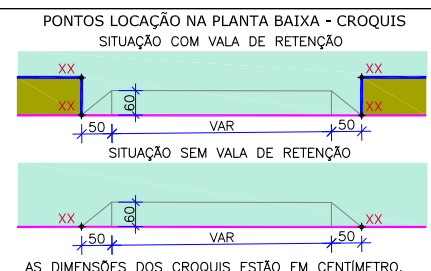 PONTOS LOCAÇÃO NA PLANTA BAIXA - CROQUIS
SITUAÇÃO COM VALA DE RETENÇÃO
XX XX
XX 60 XX
50 VAR 50
SITUAÇÃO SEM VALA DE RETENÇÃO
XX 60 XX
50 VAR 50
AS DIMENSÕES DOS CROQUIS ESTÃO EM CENTÍMETRO.